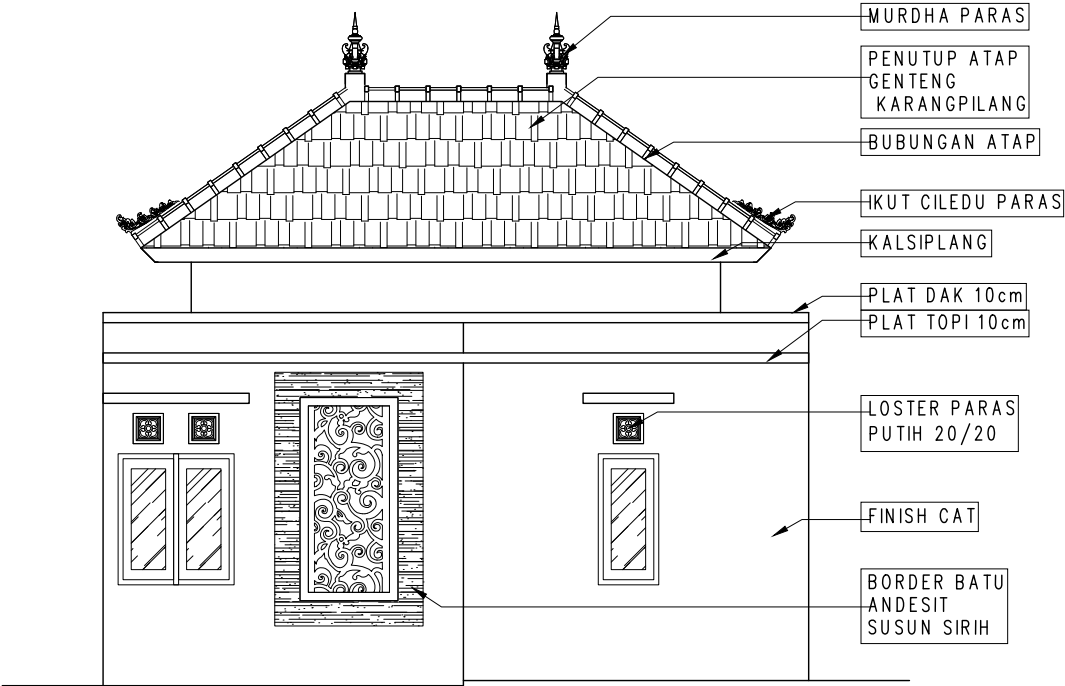 MURDHA PARAS
PENUTUP ATAP
GENTENG
KARANGPILANG
BUBUNGAN ATAP
IKUT CILEDU PARAS
KALSIPLANG
PLAT DAK 10cm
PLAT TOPI 10cm
LOSTER PARAS
PUTIH 20/20
FINISH CAT
BORDER BATU
ANDESIT
SUSUN SIRIH